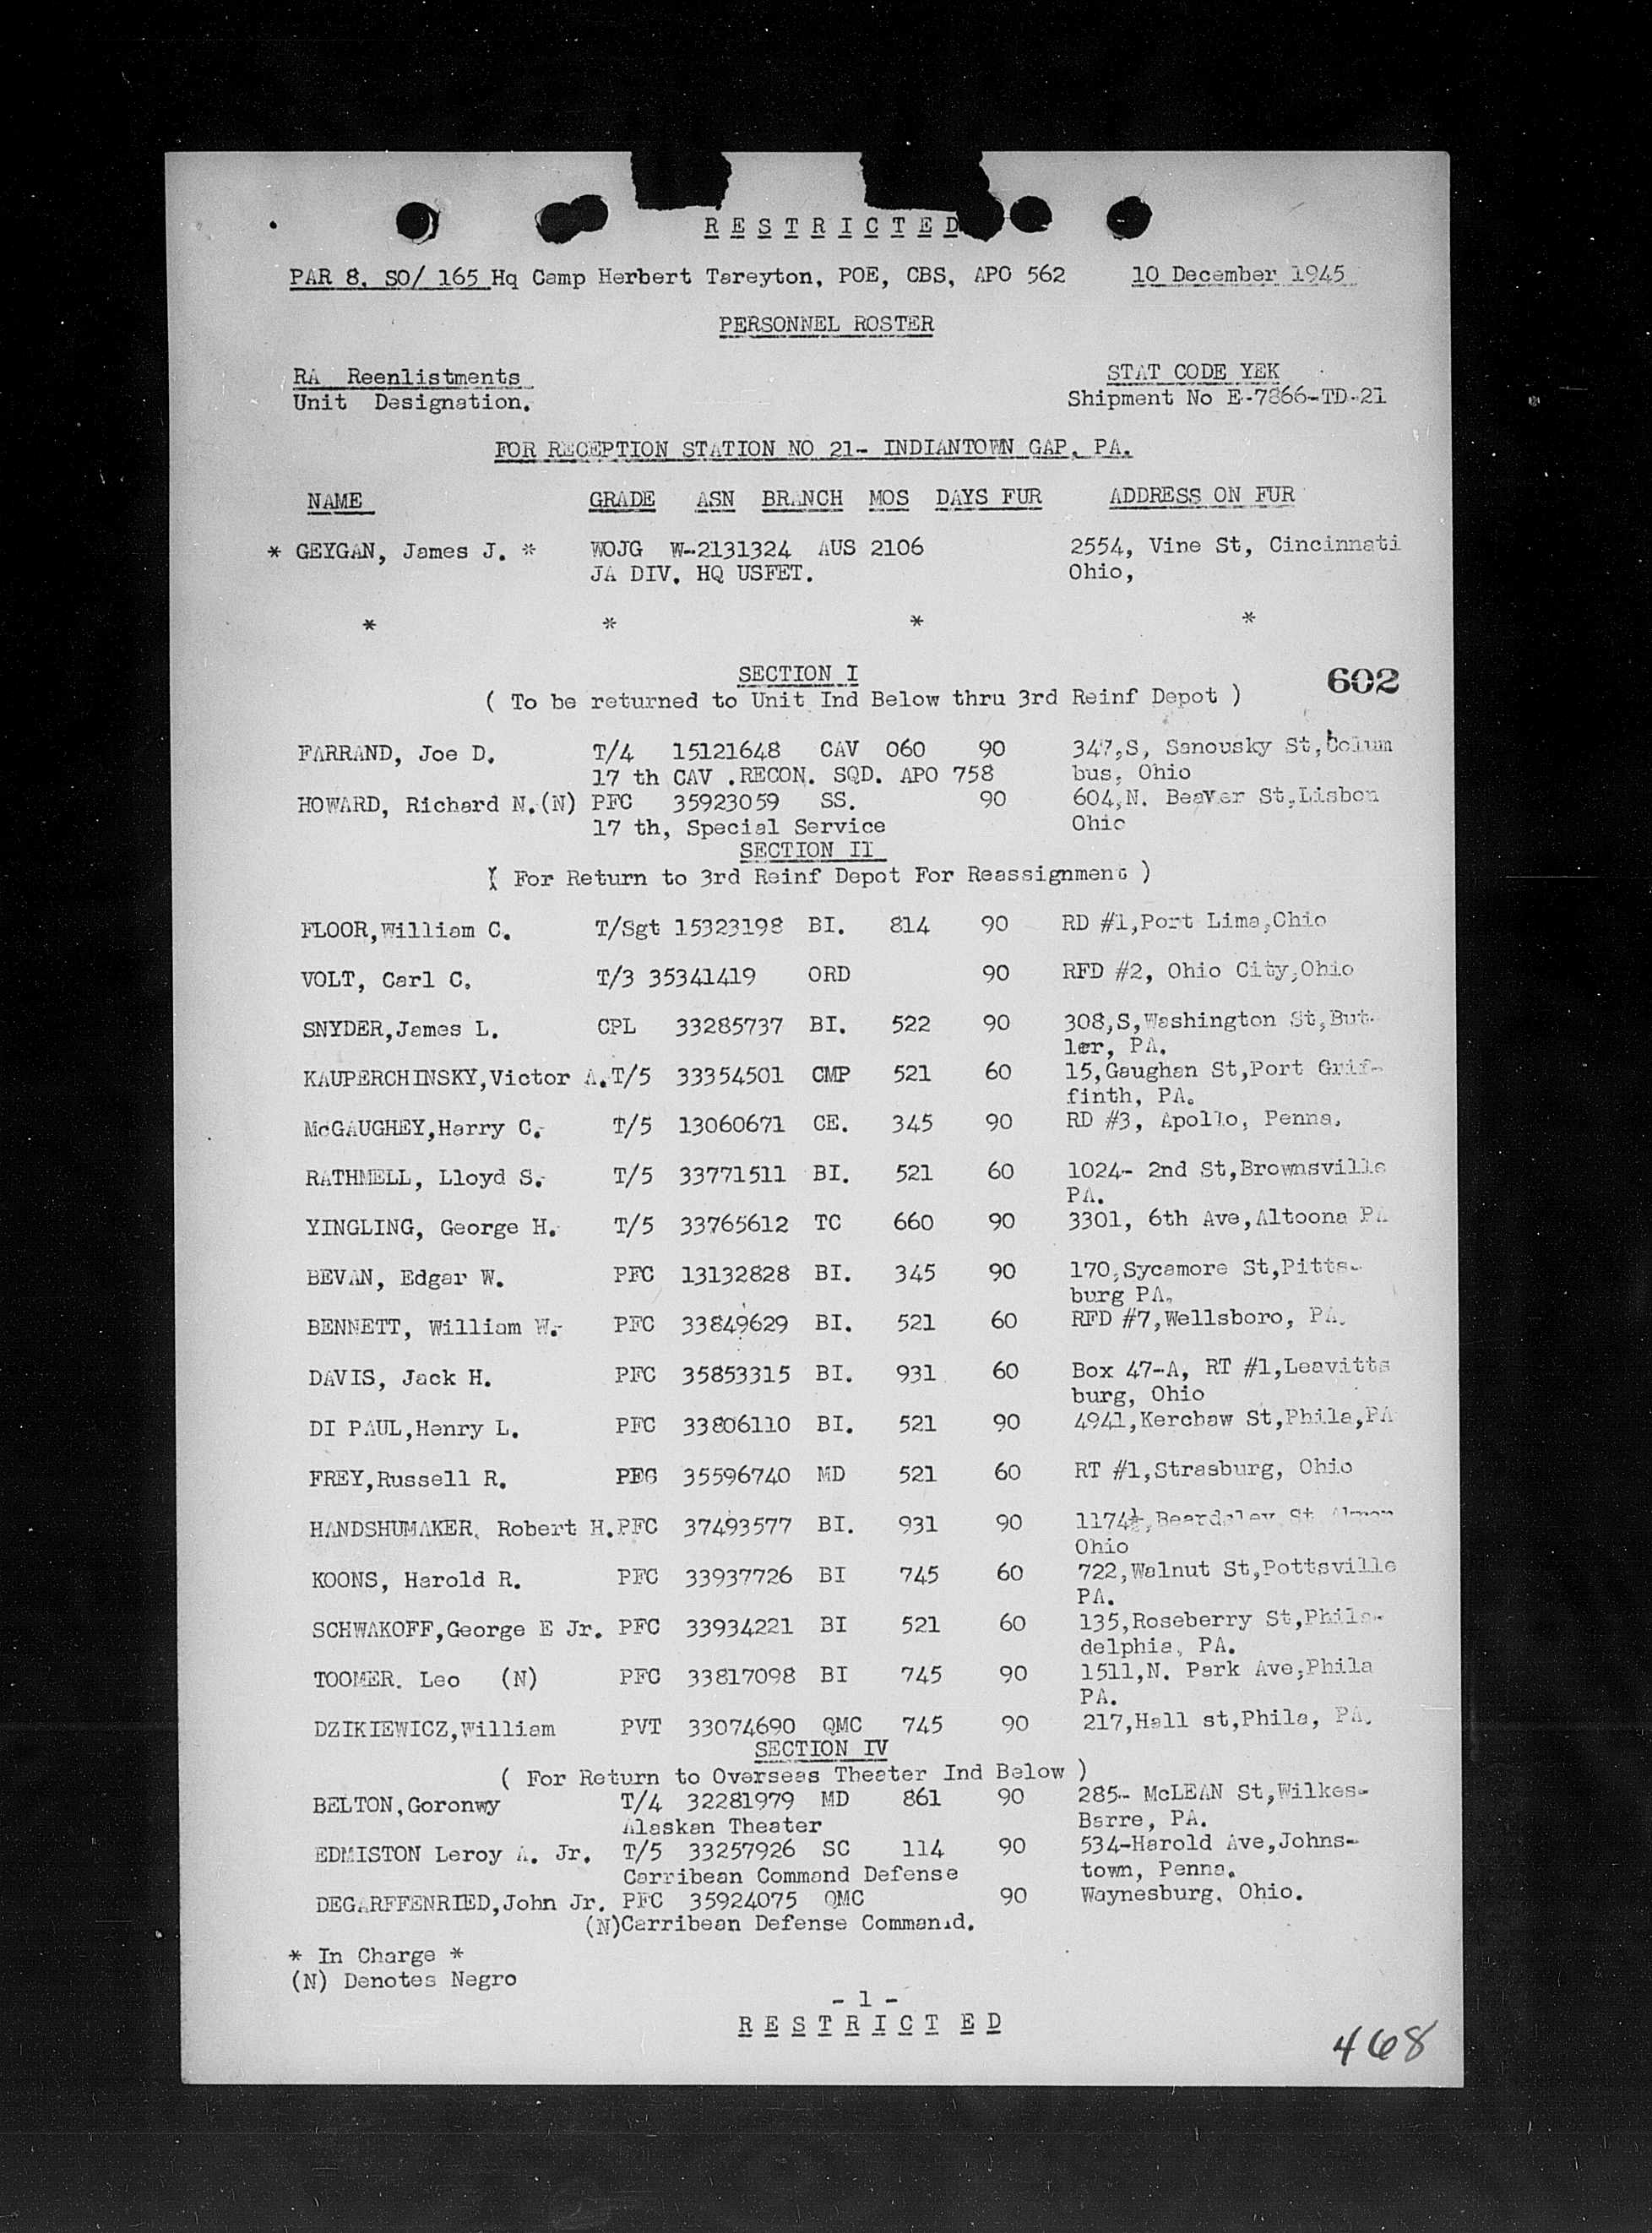 R E S T R I C T E D
PAR 8, SO/ 165 Hq Camp Herbert Tareyton, POE, CBS, APO 562 10 December 1945
PERSONNEL ROSTER
RA Reenlistments STAT CODE YEK
Unit Designation. Shipment No E-7866-TD-21
FOR RECEPTION STATION NO 21- INDIANTOWN GAP, PA.
NAME GRADE ASN BRANCH MOS DAYS FUR ADDRESS ON FUR
* GEYGAN, James J. * WOJG W-2131324 AUS 2106 2554, Vine St, Cincinnati
JA DIV. HQ USFET. Ohio,
* * * *
SECTION I
602
( To be returned to Unit Ind Below thru 3rd Reinf Depot )
FARRAND, Joe D. T/4 15121648 CAV 060 90 347,S, Sanousky St,Colum
17 th CAV .RECON. SQD. APO 758 bus, Ohio
HOWARD, Richard N.(N) PFC 35923059 SS. 90 604,N. Beaver St,Lisbon
17 th, Special Service Ohio
SECTION II
( For Return to 3rd Reinf Depot For Reassignment )
FLOOR,William C. T/Sgt 15323198 BI. 814 90 RD #1,Port Lima,Ohio
VOLT, Carl C. T/3 35341419 ORD 90 RFD #2, Ohio City,Ohio
SNYDER,James L. CPL 33285737 BI. 522 90 308,S,Washington St,But-
ler, PA.
KAUPERCHINSKY,Victor A.T/5 33354501 CMP 521 60 15,Gaughan St,Port Grif-
finth, PA.
McGAUGHEY,Harry C. T/5 13060671 CE. 345 90 RD #3, Apollo, Penna.
RATHMELL, Lloyd S. T/5 33771511 BI. 521 60 1024- 2nd St,Brownsville
PA.
YINGLING, George H. T/5 33765612 TC 660 90 3301, 6th Ave,Altoona PA
BEVAN, Edgar W. PFC 13132828 BI. 345 90 170,Sycamore St,Pitts-
burg PA.
BENNETT, William W. PFC 33849629 BI. 521 60 RFD #7,Wellsboro, PA.
DAVIS, Jack H. PFC 35853315 BI. 931 60 Box 47-A, RT #1,Leavitts
burg, Ohio
DI PAUL,Henry L. PFC 33806110 BI. 521 90 4941,Kerchaw St,Phila,PA
FREY,Russell R. PFC 35596740 MD 521 60 RT #1,Strasburg, Ohio
HANDSHUMAKER, Robert H.PFC 37493577 BI. 931 90 1174½,Beardsley St
Ohio
KOONS, Harold R. PFC 33937726 BI 745 60 722,Walnut St,Pottsville
PA.
SCHWAKOFF,George E Jr. PFC 33934221 BI 521 60 135,Roseberry St,Phila-
delphia, PA.
TOOMER, Leo (N) PFC 33817098 BI 745 90 1511,N. Park Ave,Phila
PA.
DZIKIEWICZ,William PVT 33074690 QMC 745 90 217,Hall st,Phila, PA.
SECTION IV
( For Return to Overseas Theater Ind Below )
BELTON,Goronwy T/4 32281979 MD 861 90 285- McLEAN St,Wilkes-
Alaskan Theater Barre, PA.
EDMISTON Leroy A. Jr. T/5 33257926 SC 114 90 534-Harold Ave,Johns-
Carribean Command Defense town, Penna.
DEGARFFENRIED,John Jr. PFC 35924075 QMC 90 Waynesburg, Ohio.
(N)Carribean Defense Command.
* In Charge *
(N) Denotes Negro
- 1 -
R E S T R I C T E D
468